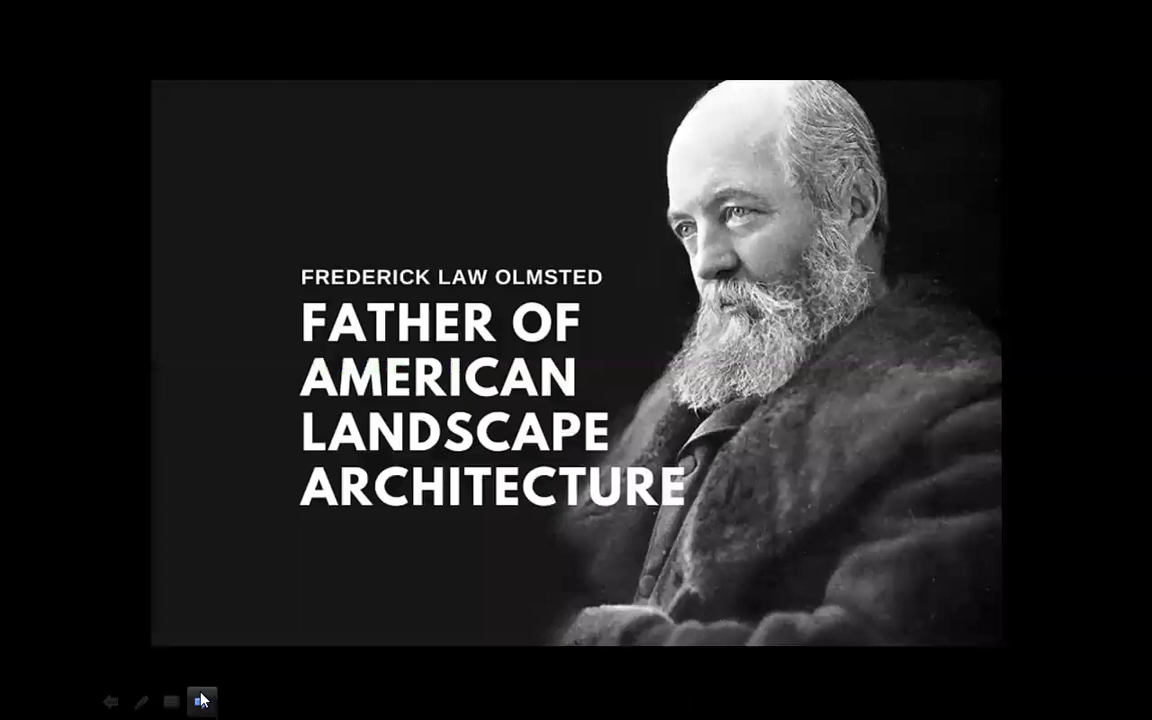 FREDERICK LAW OLMSTED
FATHER OF
AMERICAN
LANDSCAPE
ARCHITECTURE